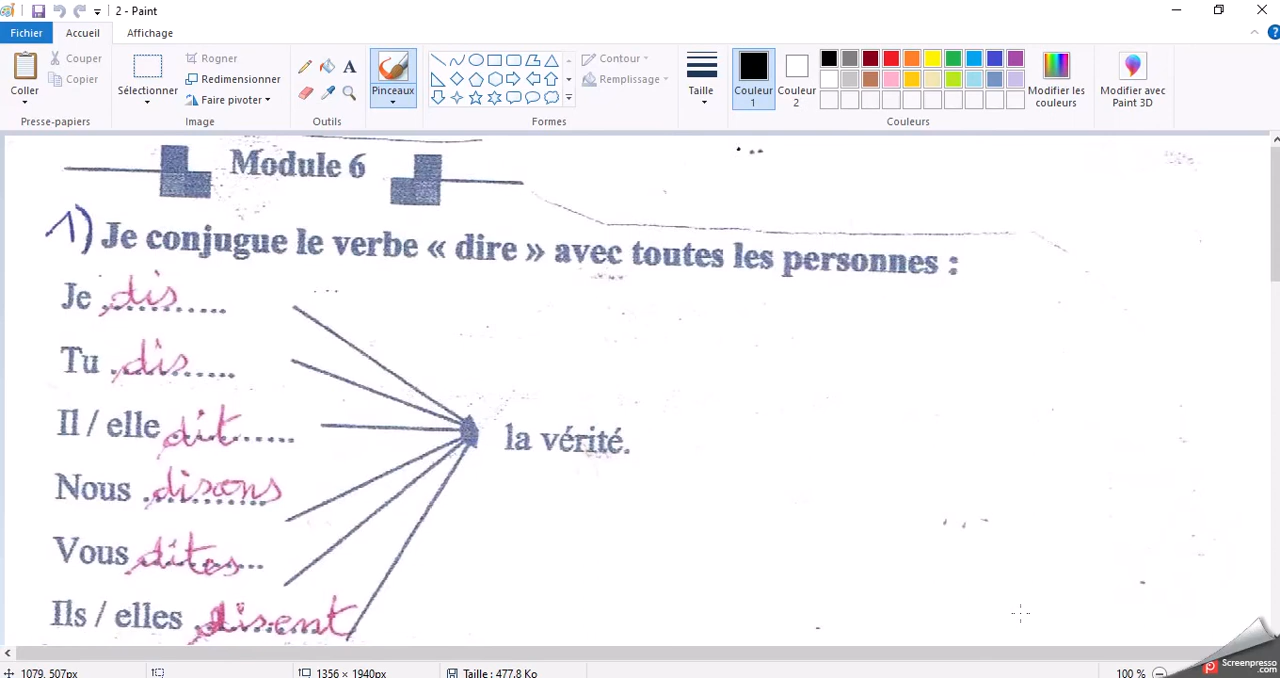 2 - Paint
Fichier Accueil Affichage
Coller
Couper
Copier
Presse-papiers
Sélectionner
Rogner
Redimensionner
Faire pivoter
Image
A
Outils
Pinceaux
Contour
Remplissage
Formes
Taille
Couleur 1
Couleur 2
Modifier les couleurs
Couleurs
Modifier avec Paint 3D
Module 6
1) Je conjugue le verbe « dire » avec toutes les personnes :
Je dis
Tu dis
Il / elle dit
la vérité.
Nous disons
Vous dites
Ils / elles disent
1079, 507px
1356 × 1940px
Taille : 477,8 Ko
100 %
Screenpresso.com